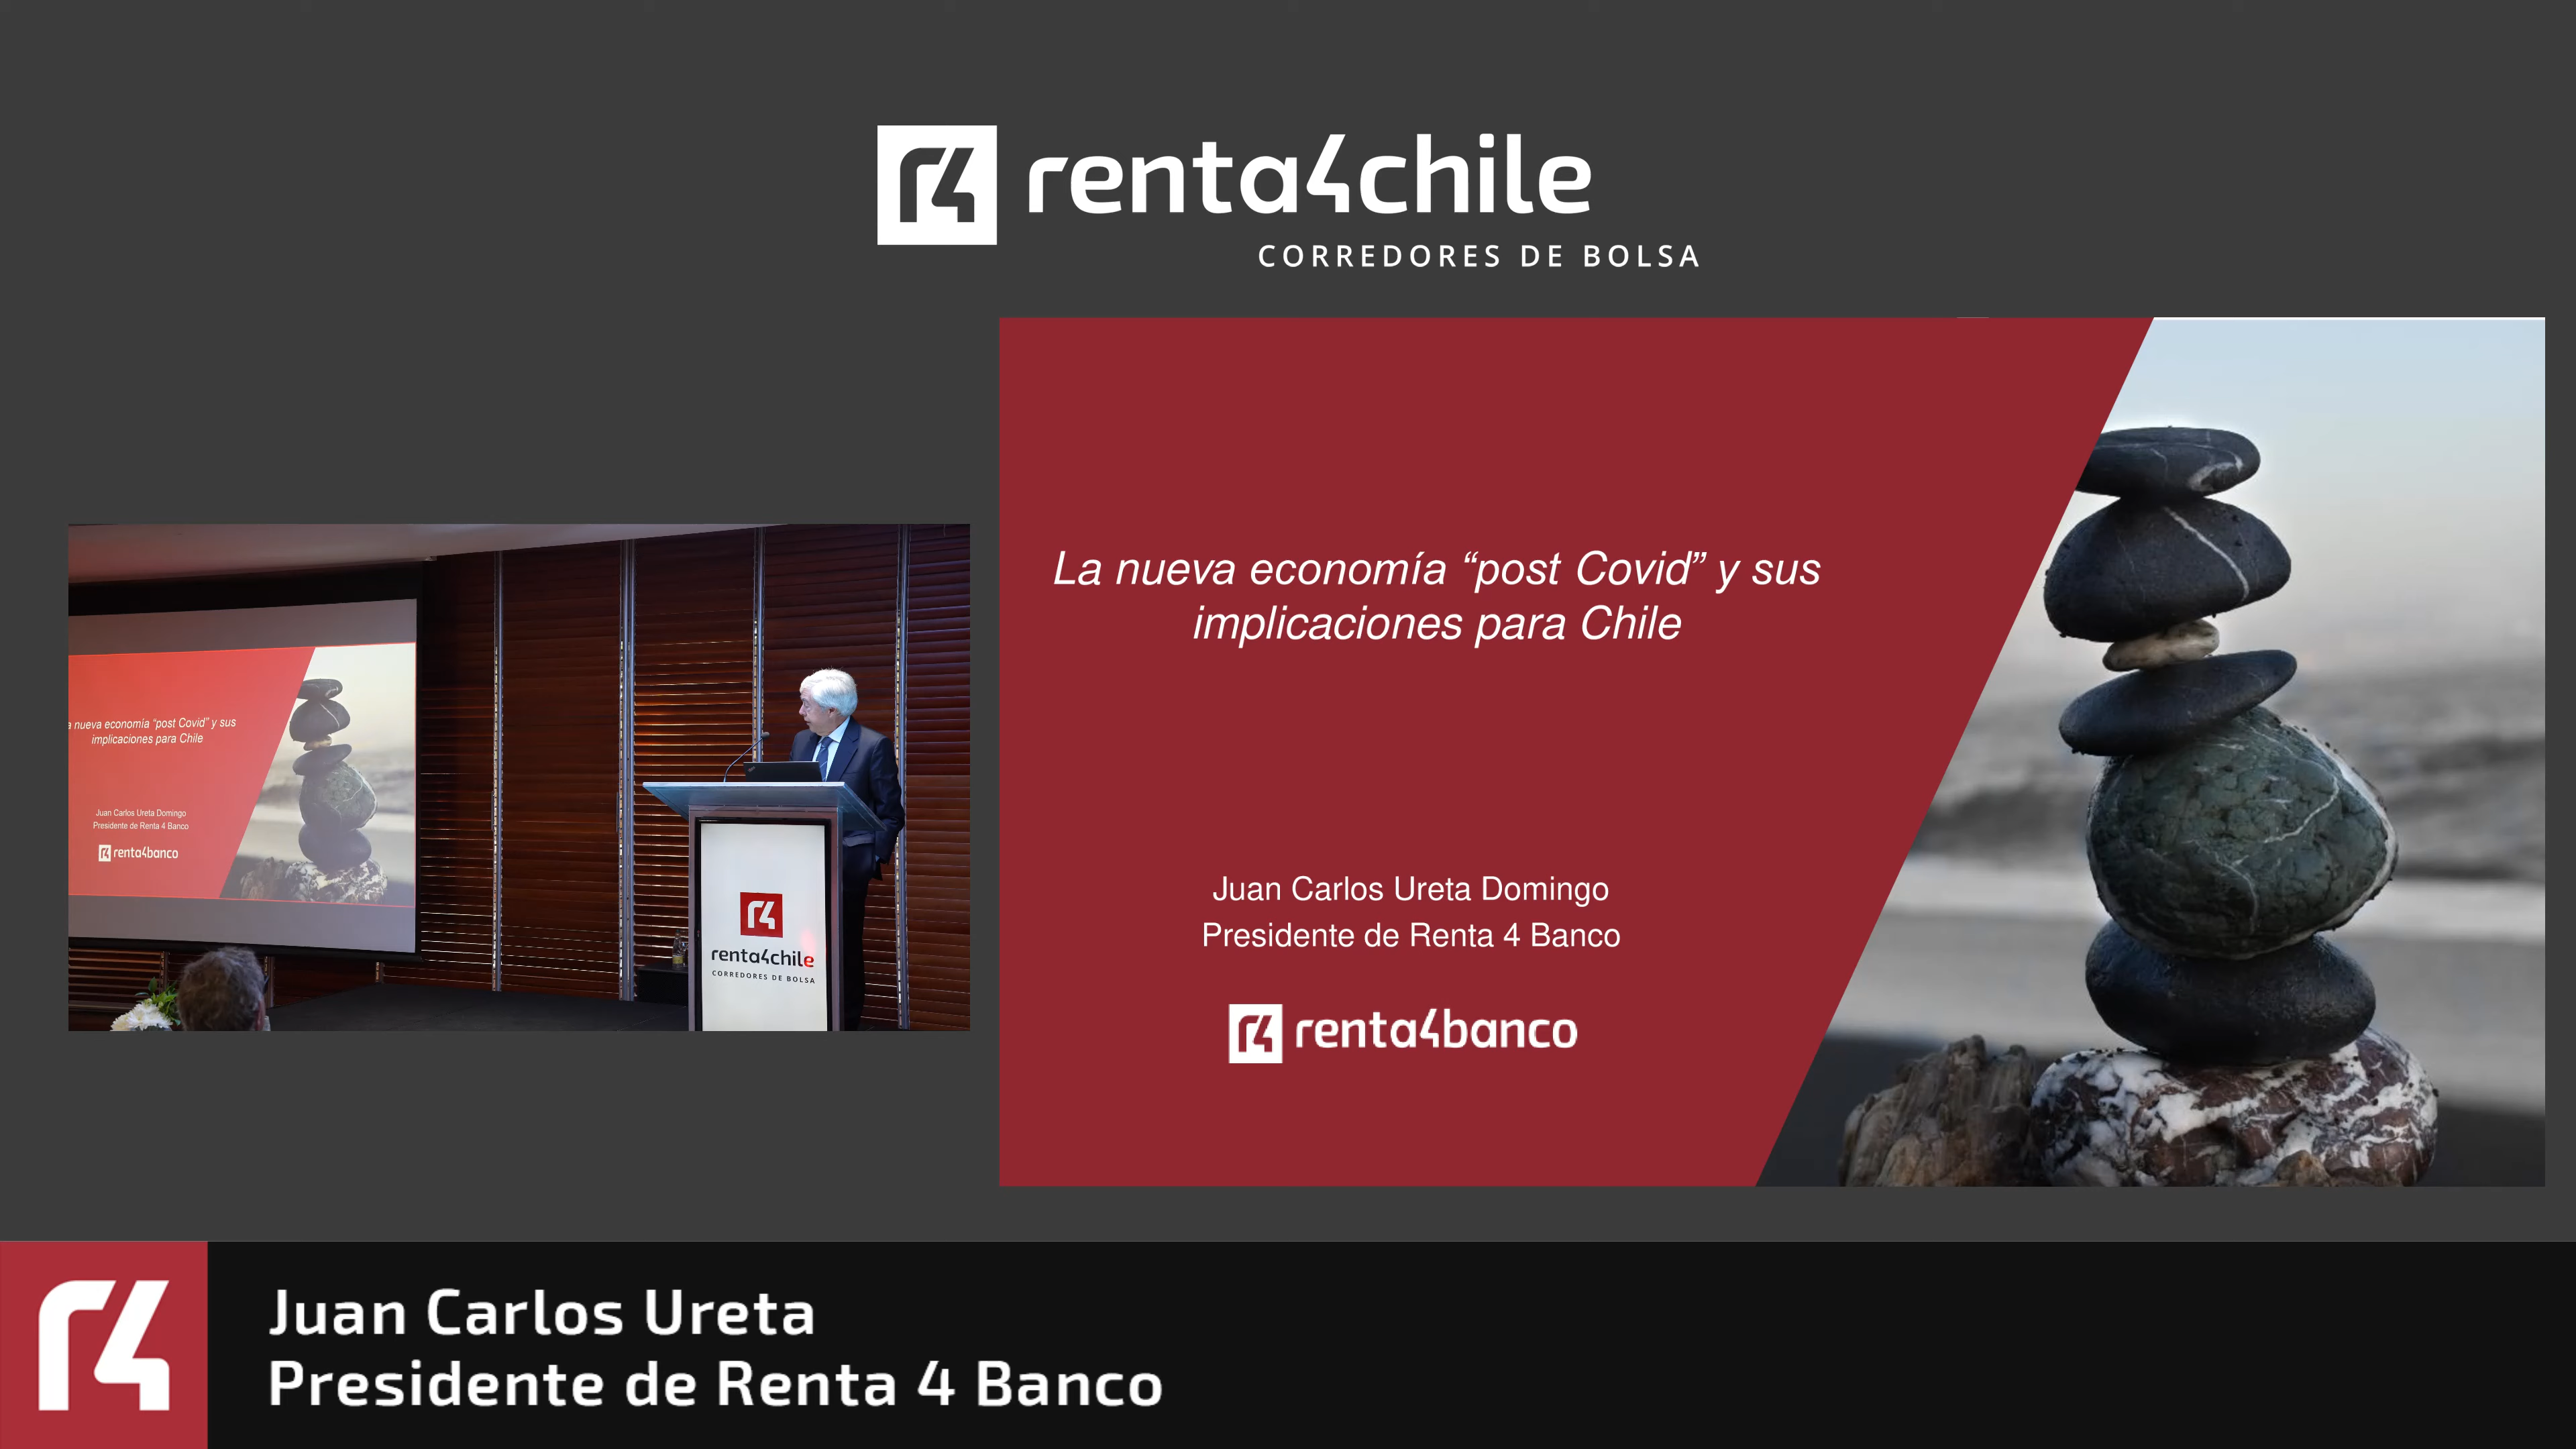 renta4chile
CORREDORES DE BOLSA
a nueva economía “post Covid” y sus
implicaciones para Chile
Juan Carlos Ureta Domingo
Presidente de Renta 4 Banco
renta4banco
renta4chile
CORREDORES DE BOLSA
La nueva economía “post Covid” y sus
implicaciones para Chile
Juan Carlos Ureta Domingo
Presidente de Renta 4 Banco
renta4banco
Juan Carlos Ureta
Presidente de Renta 4 Banco